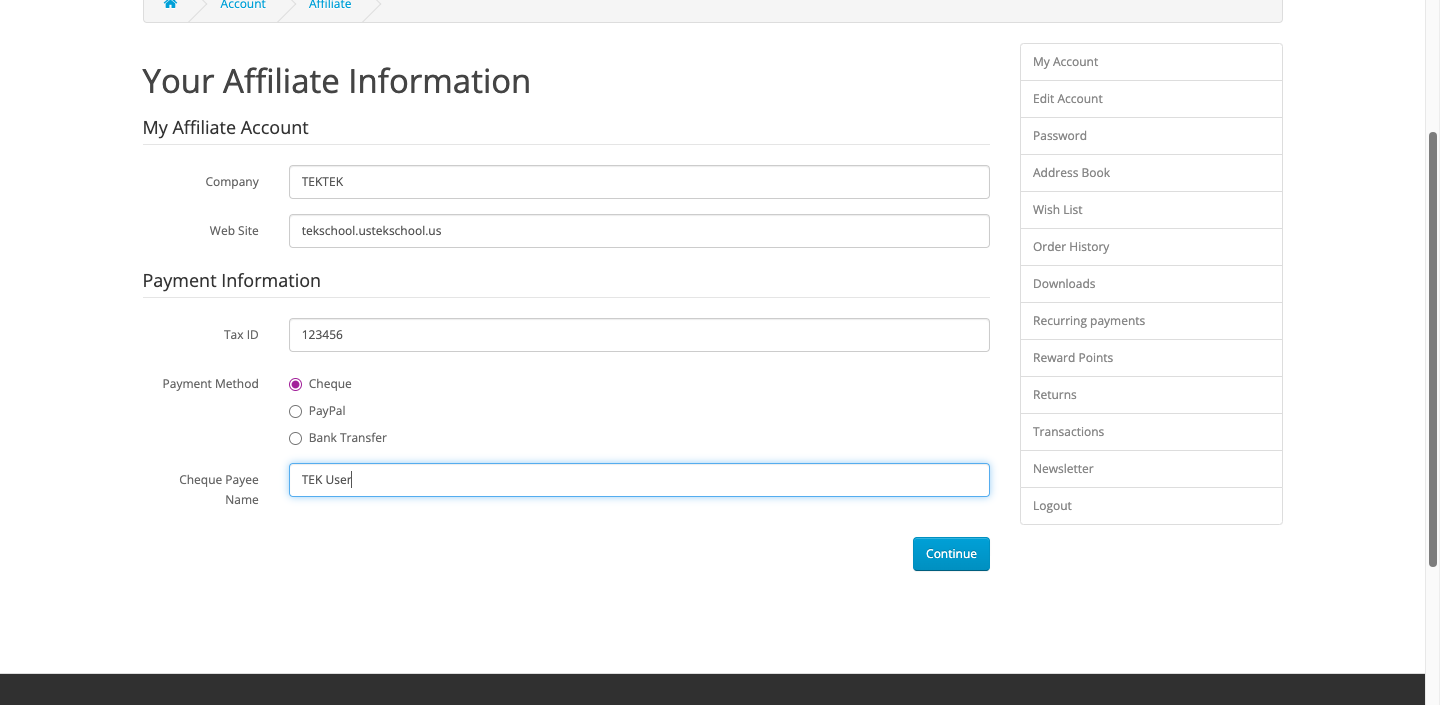 Account
Affiliate
Your Affiliate Information
My Affiliate Account
Company
TEKTEK
Web Site
tekschool.ustekschool.us
Payment Information
Tax ID
123456
Payment Method
Cheque
PayPal
Bank Transfer
Cheque Payee
Name
TEK User
Continue
My Account
Edit Account
Password
Address Book
Wish List
Order History
Downloads
Recurring payments
Reward Points
Returns
Transactions
Newsletter
Logout